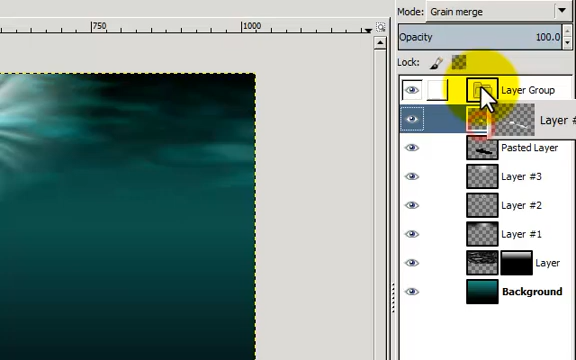 Mode: Grain merge
Opacity 100.0
Lock:
750
1000
Layer Group
Layer #
Pasted Layer
Layer #3
Layer #2
Layer #1
Layer
Background